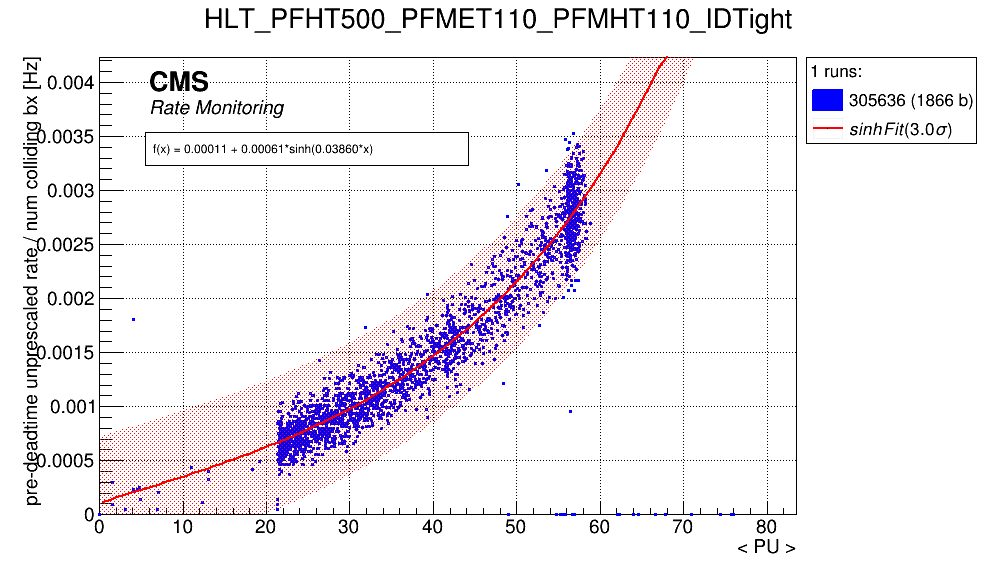 HLT_PFHT500_PFMET110_PFMHT110_IDTight
pre-deadtime unprescaled rate / num colliding bx [Hz]
0.004
0.0035
0.003
0.0025
0.002
0.0015
0.001
0.0005
0
CMS
Rate Monitoring
f(x) = 0.00011 + 0.00061*sinh(0.03860*x)
0 10 20 30 40 50 60 70 80
< PU >
1 runs:
305636 (1866 b)
sinhFit(3.0σ)